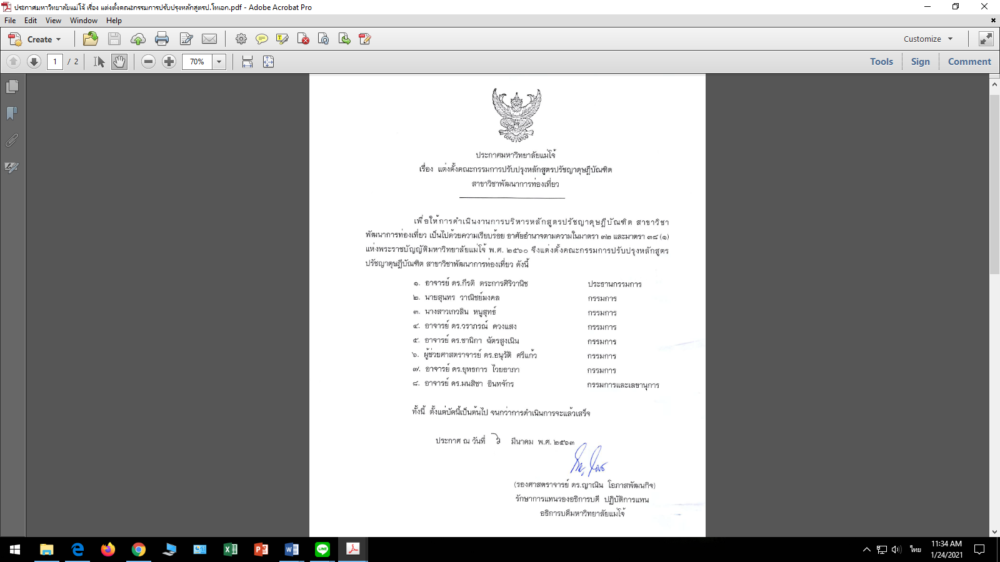 ประกาศมหาวิทยาลัยแม่โจ้ เรื่อง แต่งตั้งคณะกรรมการปรับปรุงหลักสูตรป.โทเอก.pdf - Adobe Acrobat Pro
File Edit View Window Help
Create
Customize
1 / 2
70%
Tools Sign Comment
ประกาศมหาวิทยาลัยแม่โจ้
เรื่อง แต่งตั้งคณะกรรมการปรับปรุงหลักสูตรปรัชญาดุษฎีบัณฑิต
สาขาวิชาพัฒนาการท่องเที่ยว
เพื่อให้การดำเนินงานการบริหารหลักสูตรปรัชญาดุษฎีบัณฑิต สาขาวิชา
พัฒนาการท่องเที่ยว เป็นไปด้วยความเรียบร้อย อาศัยอำนาจตามความในมาตรา ๓๒ และมาตรา ๓๘ (๑)
แห่งพระราชบัญญัติมหาวิทยาลัยแม่โจ้ พ.ศ. ๒๕๖๐ จึงแต่งตั้งคณะกรรมการปรับปรุงหลักสูตร
ปรัชญาดุษฎีบัณฑิต สาขาวิชาพัฒนาการท่องเที่ยว ดังนี้
๑. อาจารย์ ดร.กีรติ ตระการศิริวานิช ประธานกรรมการ
๒. นายสุนทร วาณิชย์มงคล กรรมการ
๓. นางสาวเกวลิน หนูสุทธ์ กรรมการ
๔. อาจารย์ ดร.วราภรณ์ ดวงแสง กรรมการ
๕. อาจารย์ ดร.ชานิกา ฉัตรสูงเนิน กรรมการ
๖. ผู้ช่วยศาสตราจารย์ ดร.อนุวัติ ศรีแก้ว กรรมการ
๗. อาจารย์ ดร.ยุทธการ ไวยอาภา กรรมการ
๘. อาจารย์ ดร.มนสิชา อินทจักร กรรมการและเลขานุการ
ทั้งนี้ ตั้งแต่บัดนี้เป็นต้นไป จนกว่าการดำเนินการจะแล้วเสร็จ
ประกาศ ณ วันที่ ๖ มีนาคม พ.ศ. ๒๕๖๓
(รองศาสตราจารย์ ดร.ญาณิน โอภาสพัฒนกิจ)
รักษาการแทนรองอธิการบดี ปฏิบัติการแทน
อธิการบดีมหาวิทยาลัยแม่โจ้
ไทย
11:34 AM
1/24/2021